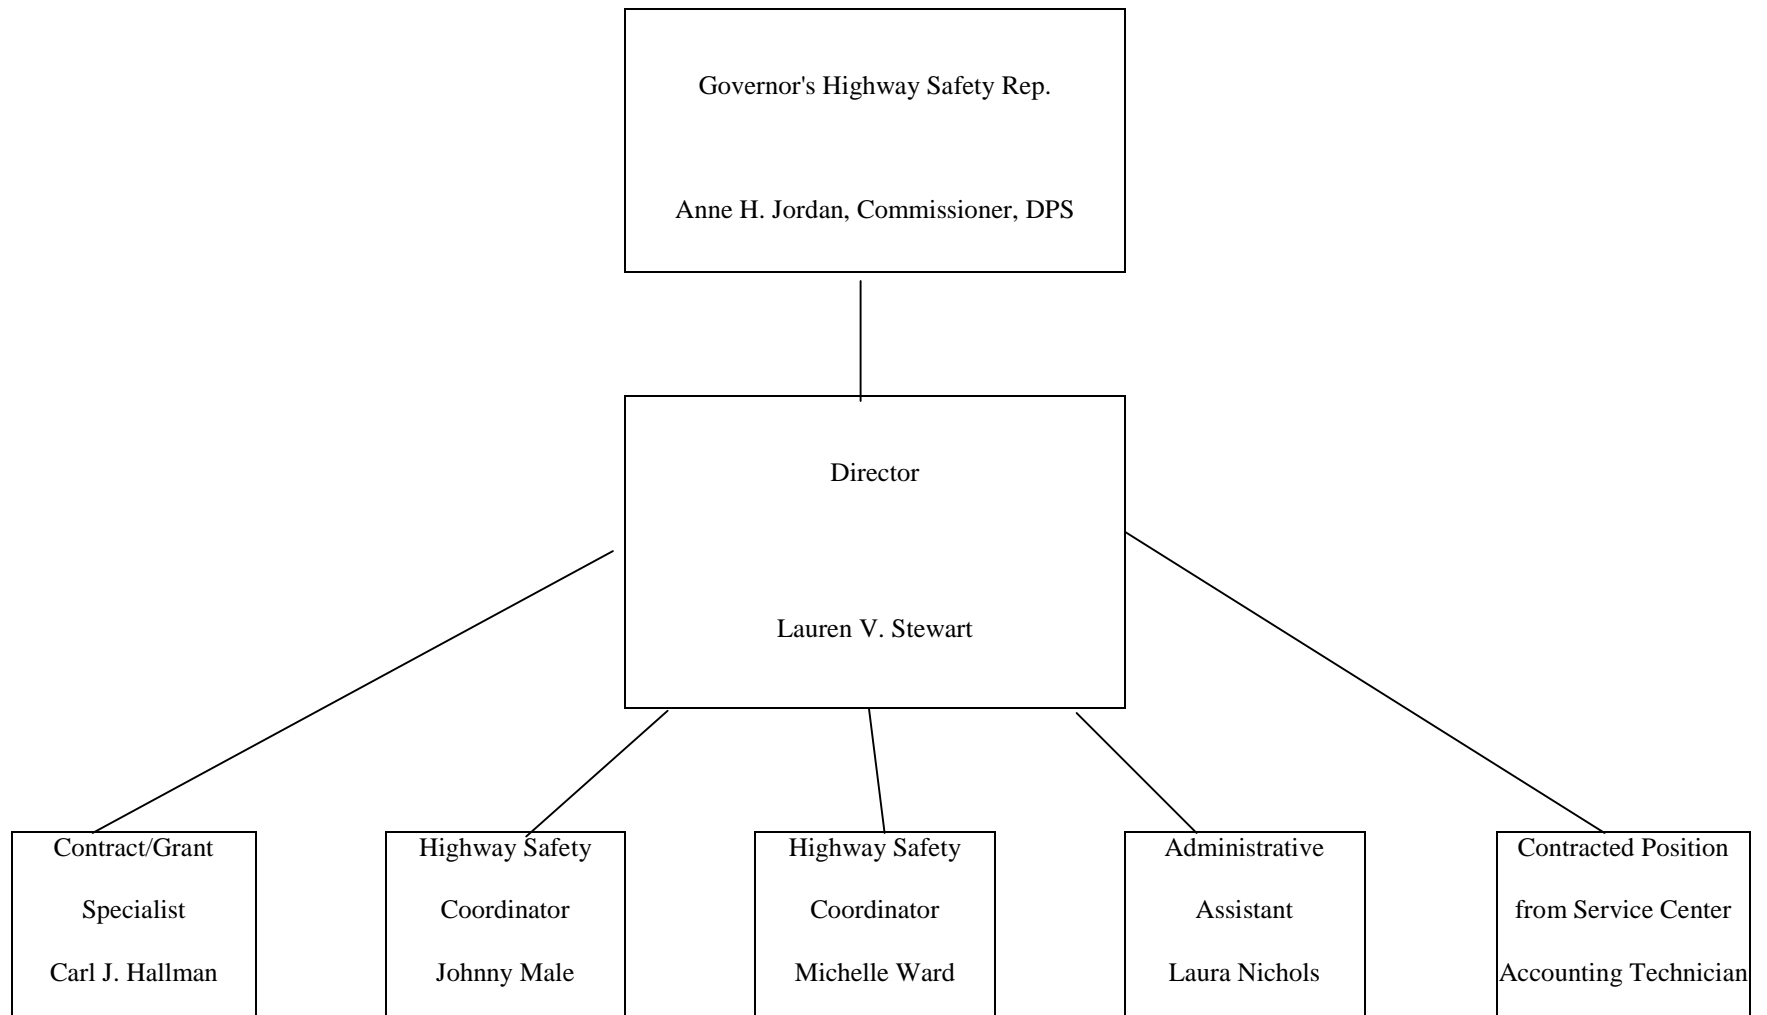 Governor's Highway Safety Rep.
Anne H. Jordan, Commissioner, DPS
Director
Lauren V. Stewart
Contract/Grant
Specialist
Carl J. Hallman
Highway Safety
Coordinator
Johnny Male
Highway Safety
Coordinator
Michelle Ward
Administrative
Assistant
Laura Nichols
Contracted Position
from Service Center
Accounting Technician